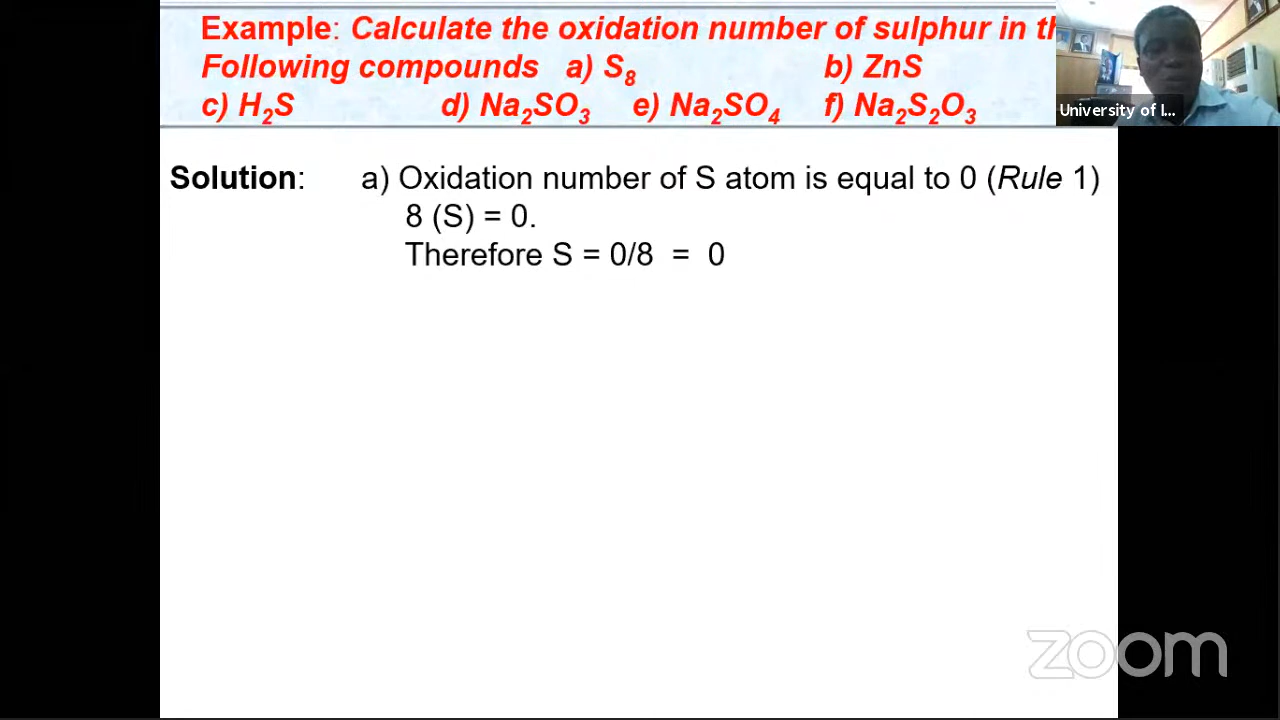 Example: Calculate the oxidation number of sulphur in th
Following compounds a) S₈ b) ZnS
c) H₂S d) Na₂SO₃ e) Na₂SO₄ f) Na₂S₂O₃
University of I...
Solution: a) Oxidation number of S atom is equal to 0 (Rule 1)
8 (S) = 0.
Therefore S = 0/8 = 0
zoom